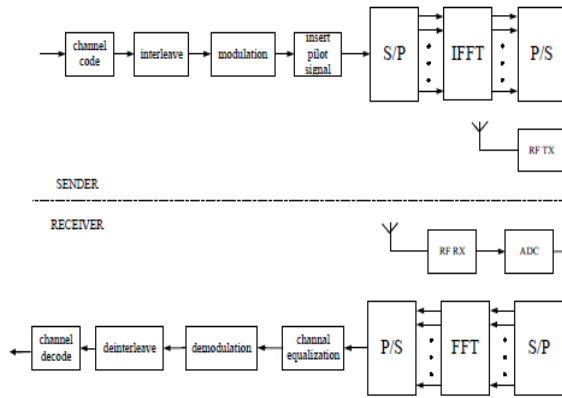 channel
code
interleave
modulation
insert
pilot
signal
S/P
IFFT
P/S
RF TX
SENDER
RECEIVER
RF RX
ADC
channel
decode
deinterleave
demodulation
channal
equalization
P/S
FFT
S/P